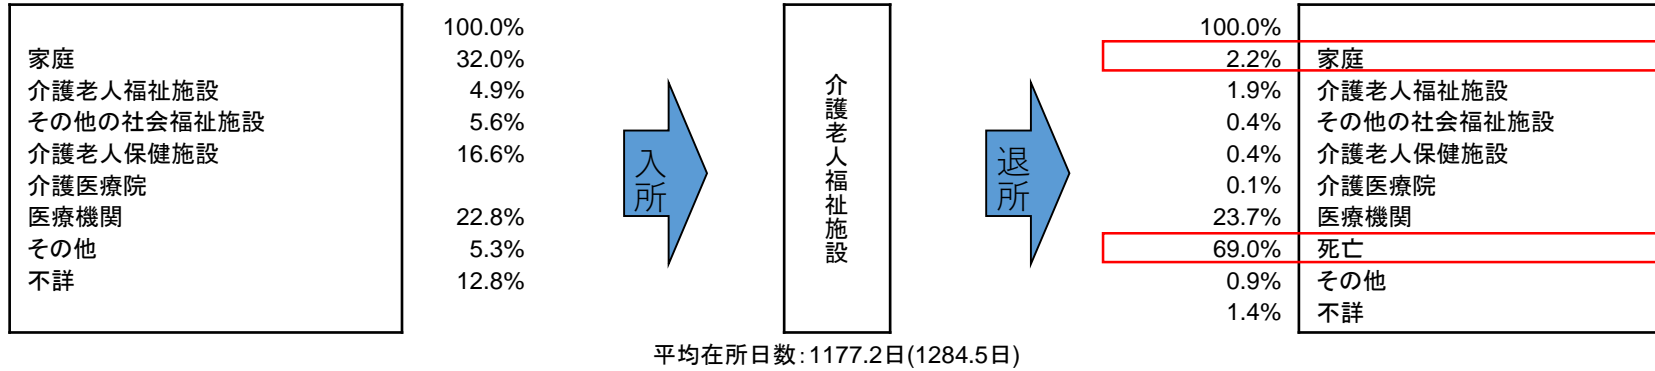 100.0%
家庭 32.0%
介護老人福祉施設 4.9%
その他の社会福祉施設 5.6%
介護老人保健施設 16.6%
介護医療院
医療機関 22.8%
その他 5.3%
不詳 12.8%
入所
介護老人福祉施設
退所
100.0%
2.2% 家庭
1.9% 介護老人福祉施設
0.4% その他の社会福祉施設
0.4% 介護老人保健施設
0.1% 介護医療院
23.7% 医療機関
69.0% 死亡
0.9% その他
1.4% 不詳
平均在所日数:1177.2日(1284.5日)